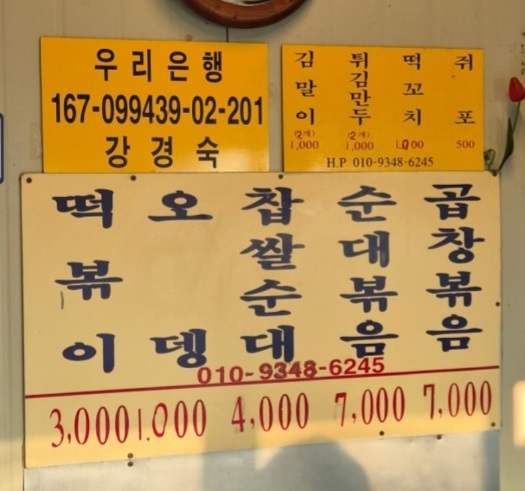 우리은행
167-099439-02-201
강경숙
김말이 튀김만두 떡꼬치 쥐포
(2개) (2개)
1,000 1,000 1,000 500
H.P 010-9348-6245
떡볶이 오뎅 찹쌀순대 순대볶음 곱창볶음
010-9348-6245
3,000 1,000 4,000 7,000 7,000